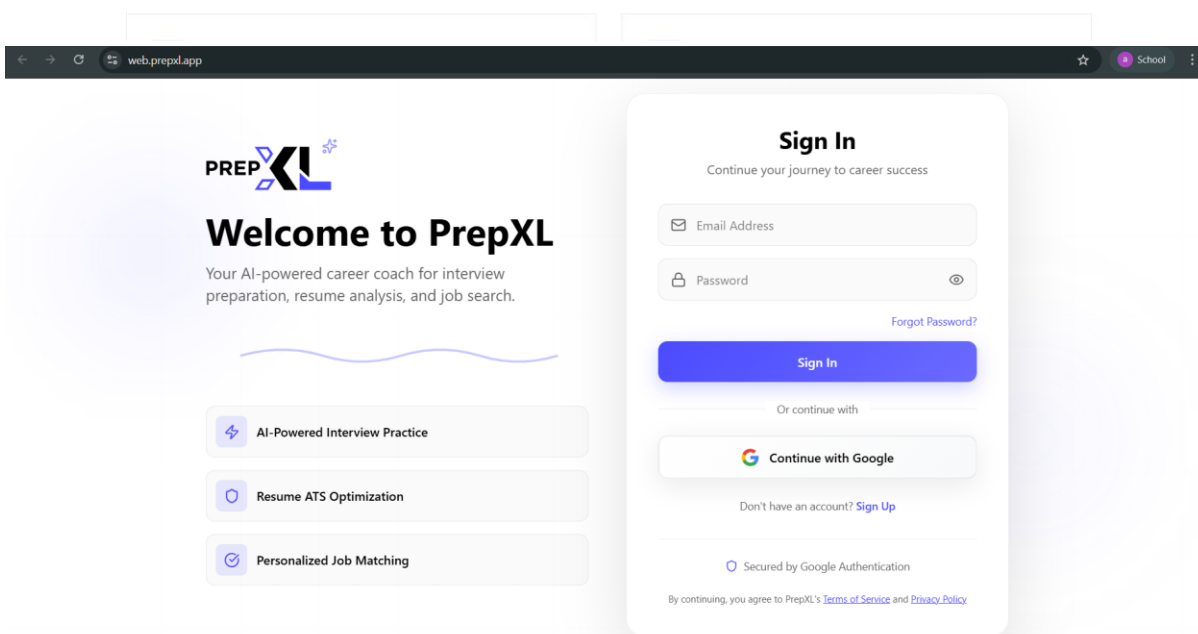 web.prepxl.app
a School
PREP XL
Welcome to PrepXL
Your AI-powered career coach for interview
preparation, resume analysis, and job search.
AI-Powered Interview Practice
Resume ATS Optimization
Personalized Job Matching
Sign In
Continue your journey to career success
Email Address
Password
Forgot Password?
Sign In
Or continue with
Continue with Google
Don't have an account? Sign Up
Secured by Google Authentication
By continuing, you agree to PrepXL's Terms of Service and Privacy Policy